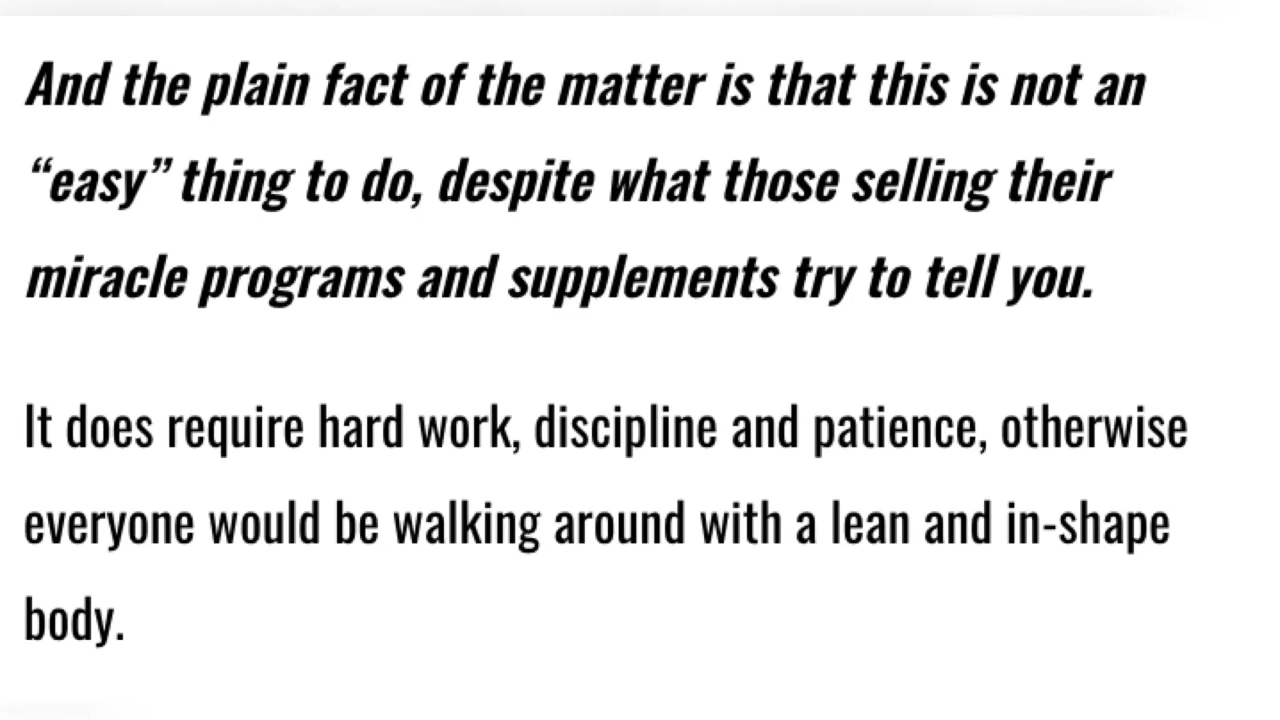 And the plain fact of the matter is that this is not an
“easy” thing to do, despite what those selling their
miracle programs and supplements try to tell you.
It does require hard work, discipline and patience, otherwise
everyone would be walking around with a lean and in-shape
body.